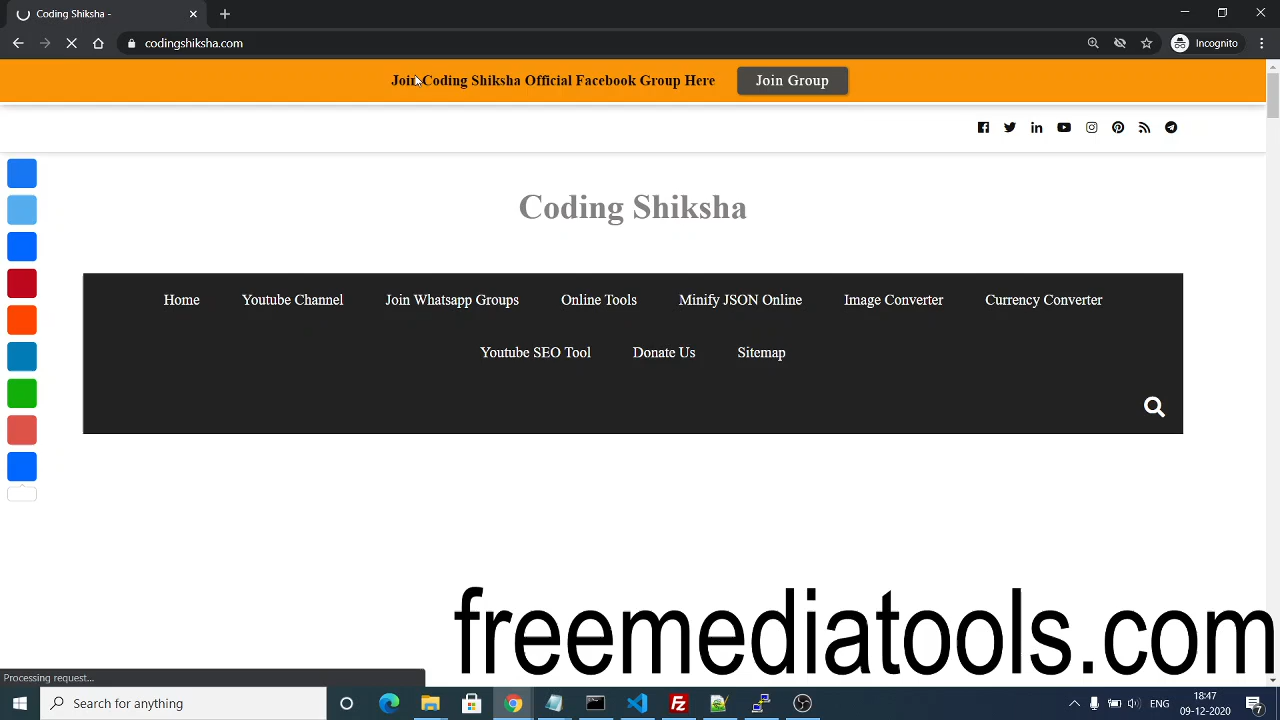 Coding Shiksha -
codingshiksha.com
Incognito
Join Coding Shiksha Official Facebook Group Here
Join Group
Coding Shiksha
Home
Youtube Channel
Join Whatsapp Groups
Online Tools
Minify JSON Online
Image Converter
Currency Converter
Youtube SEO Tool
Donate Us
Sitemap
freemediatools.com
Processing request...
Search for anything
ENG
18:47
09-12-2020
7